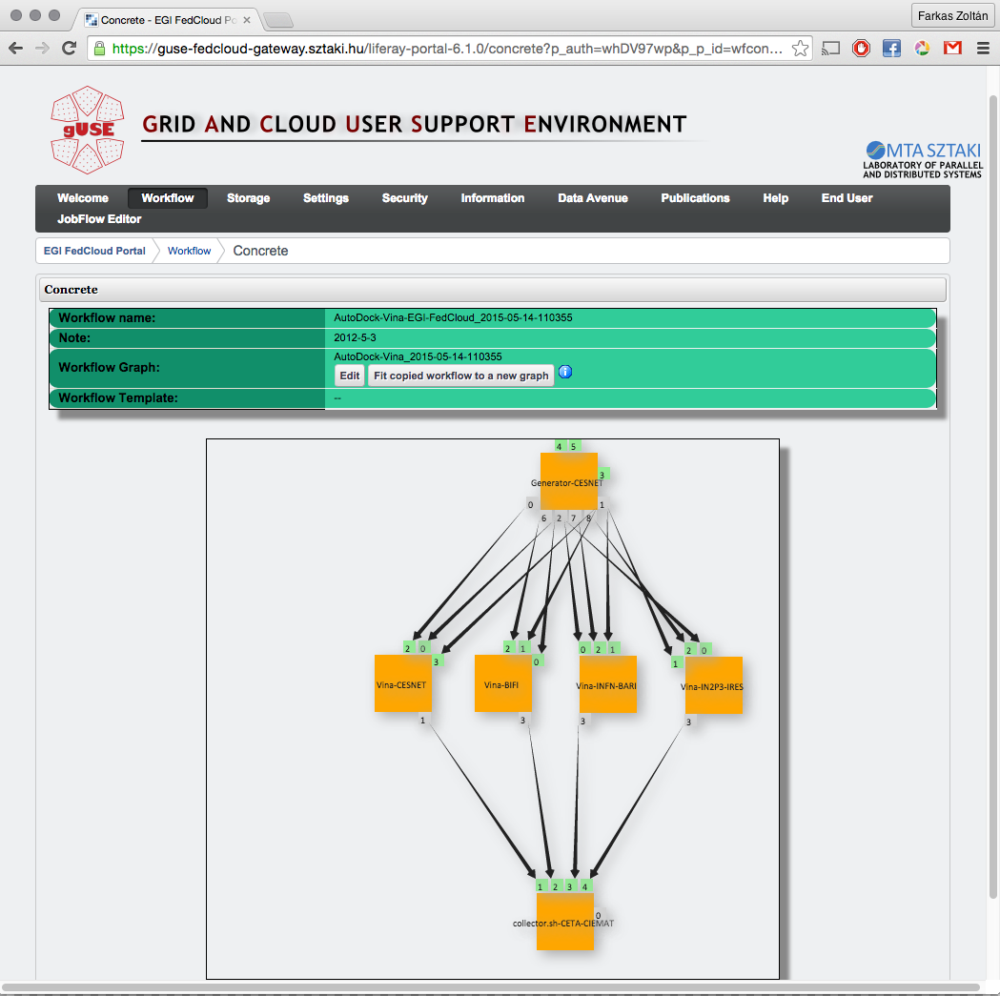 Concrete - EGI FedCloud Po
Farkas Zoltán
https://guse-fedcloud-gateway.sztaki.hu/liferay-portal-6.1.0/concrete?p_auth=whDV97wp&p_p_id=wfcon...
gUSE
GRID AND CLOUD USER SUPPORT ENVIRONMENT
MTA SZTAKI
LABORATORY OF PARALLEL
AND DISTRIBUTED SYSTEMS
Welcome Workflow Storage Settings Security Information Data Avenue Publications Help End User
JobFlow Editor
EGI FedCloud Portal Workflow Concrete
Concrete
Workflow name: AutoDock-Vina-EGI-FedCloud_2015-05-14-110355
Note: 2012-5-3
Workflow Graph: AutoDock-Vina_2015-05-14-110355
Edit Fit copied workflow to a new graph i
Workflow Template: --
4 5
3
Generator-CESNET
0 1
6 2 7 8
2 0 2 1 0 2 1 2 0
3 0 1
Vina-CESNET Vina-BIFI Vina-INFN-BARI Vina-IN2P3-IRES
1 3 3 3
1 2 3 4
0
collector.sh-CETA-CIEMAT